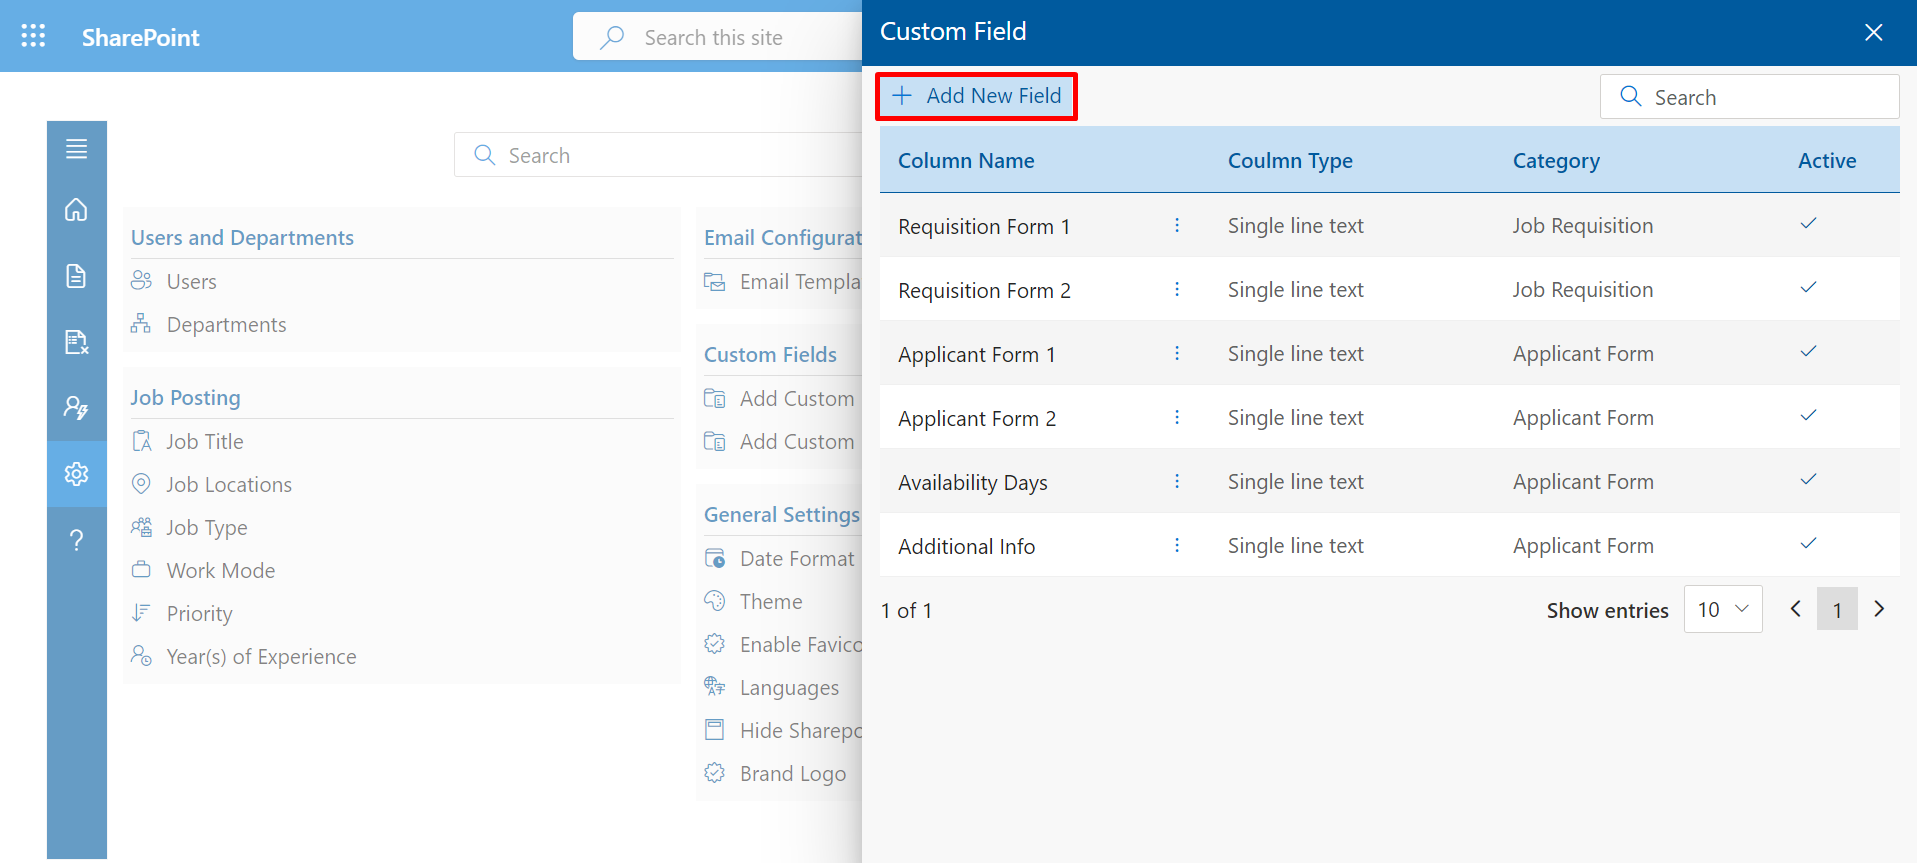 SharePoint
Search this site
Search
Users and Departments
Users
Departments
Job Posting
Job Title
Job Locations
Job Type
Work Mode
Priority
Year(s) of Experience
Email Configurat
Email Templa
Custom Fields
Add Custom
Add Custom
General Settings
Date Format
Theme
Enable Favico
Languages
Hide Sharepo
Brand Logo
Custom Field
Add New Field
Search
Column Name Coulmn Type Category Active
Requisition Form 1 Single line text Job Requisition
Requisition Form 2 Single line text Job Requisition
Applicant Form 1 Single line text Applicant Form
Applicant Form 2 Single line text Applicant Form
Availability Days Single line text Applicant Form
Additional Info Single line text Applicant Form
1 of 1 Show entries 10 1